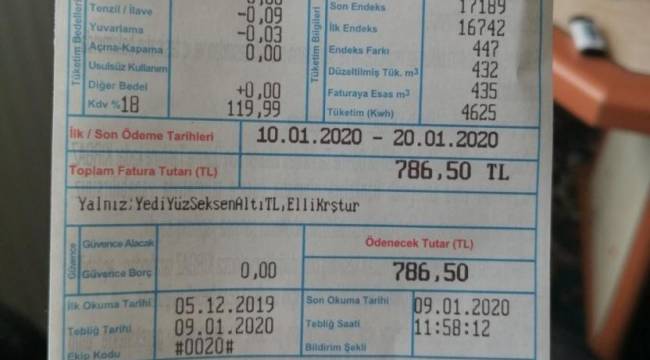 Tüketim Bedelleri
Tenzil / İlave -0,09
Yuvarlama -0,03
Açma-Kapama 0,00
Usulsüz Kullanım
Diğer Bedel +0,00
Kdv %18 119,99
Tüketim Bilgileri
Son Endeks 17189
İlk Endeks 16742
Endeks Farkı 447
Düzeltilmiş Tük. m³ 432
Faturaya Esas m³ 435
Tüketim (Kwh) 4625
İlk / Son Ödeme Tarihleri 10.01.2020 - 20.01.2020
Toplam Fatura Tutarı (TL) 786,50 TL
Yalnız;YediYüzSeksenAltıTL,ElliKrştur
Güvence
Güvence Alacak
Güvence Borç 0,00
Ödenecek Tutar (TL)
786,50
İlk Okuma Tarihi 05.12.2019
Son Okuma Tarihi 09.01.2020
Tebliğ Tarihi 09.01.2020
Tebliğ Saati 11:58:12
Ekip Kodu #0020#
Bildirim Şekli